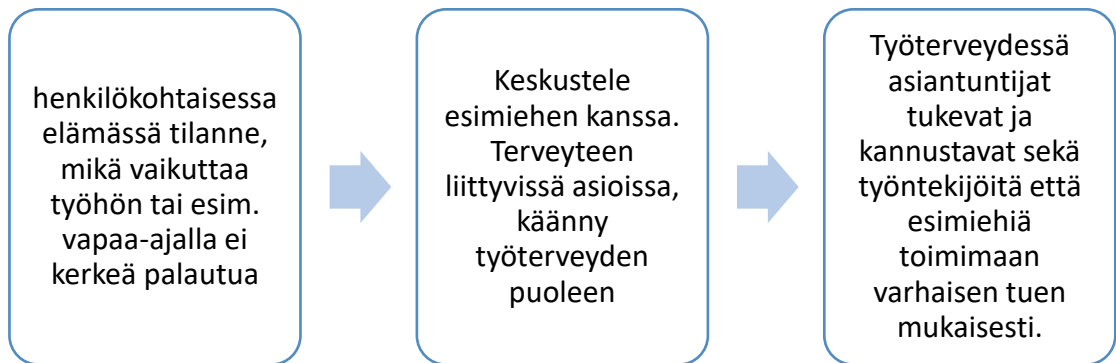 henkilökohtaisessa
elämässä tilanne,
mikä vaikuttaa
työhön tai esim.
vapaa-ajalla ei
kerkeä palautua
Keskustele
esimiehen kanssa.
Terveyteen
liittyvissä asioissa,
käänny
työterveyden
puoleen
Työterveydessä
asiantuntijat
tukevat ja
kannustavat sekä
työntekijöitä että
esimiehiä
toimimaan
varhaisen tuen
mukaisesti.